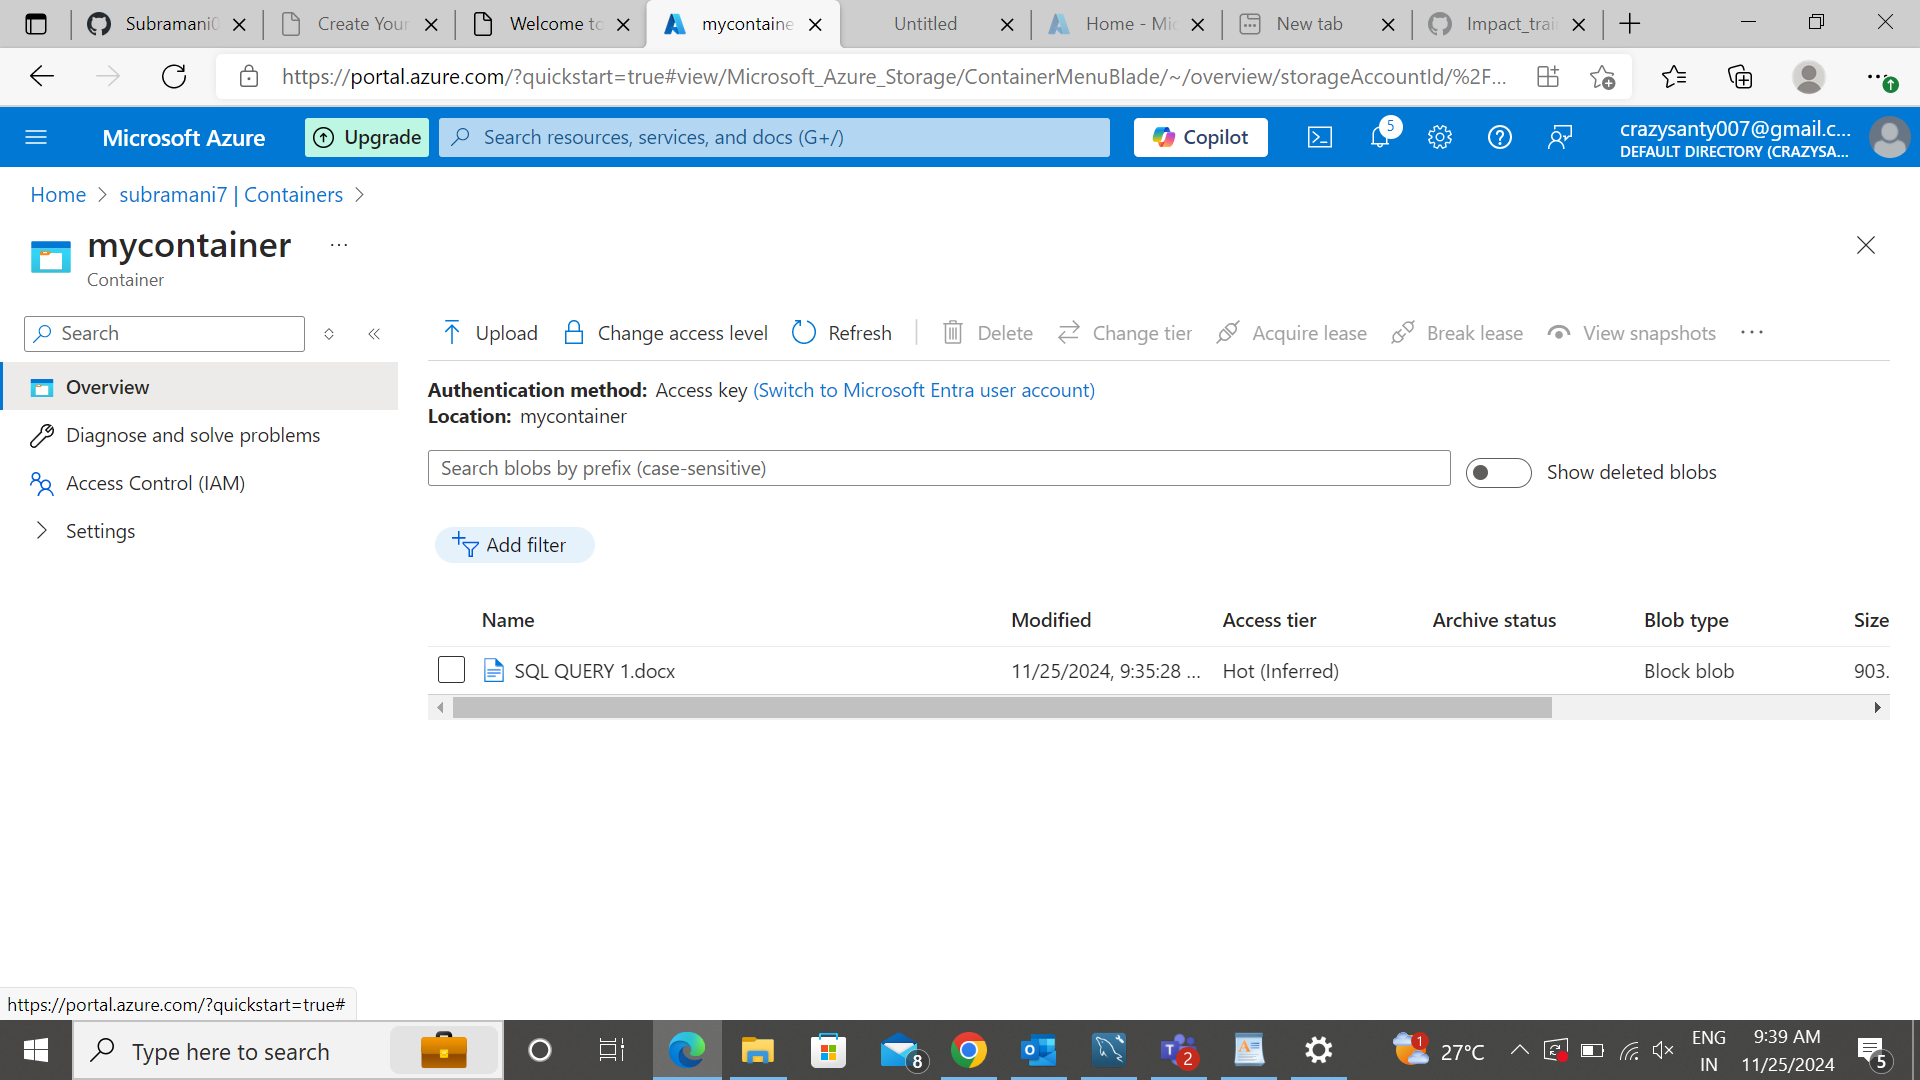 Subramani0
Create Your
Welcome to
mycontaine
Untitled
Home - Mic
New tab
Impact_trai
https://portal.azure.com/?quickstart=true#view/Microsoft_Azure_Storage/ContainerMenuBlade/~/overview/storageAccountId/%2F...
Microsoft Azure
Upgrade
Search resources, services, and docs (G+/)
Copilot
5
crazysanty007@gmail.c...
DEFAULT DIRECTORY (CRAZYSA...
Home > subramani7 | Containers >
mycontainer ...
Container
Search
Upload
Change access level
Refresh
Delete
Change tier
Acquire lease
Break lease
View snapshots
...
Overview
Diagnose and solve problems
Access Control (IAM)
Settings
Authentication method: Access key (Switch to Microsoft Entra user account)
Location: mycontainer
Search blobs by prefix (case-sensitive)
Show deleted blobs
Add filter
Name Modified Access tier Archive status Blob type Size
SQL QUERY 1.docx 11/25/2024, 9:35:28 ... Hot (Inferred) Block blob 903.
https://portal.azure.com/?quickstart=true#
Type here to search
8
2
1
27°C
ENG
IN
9:39 AM
11/25/2024
5